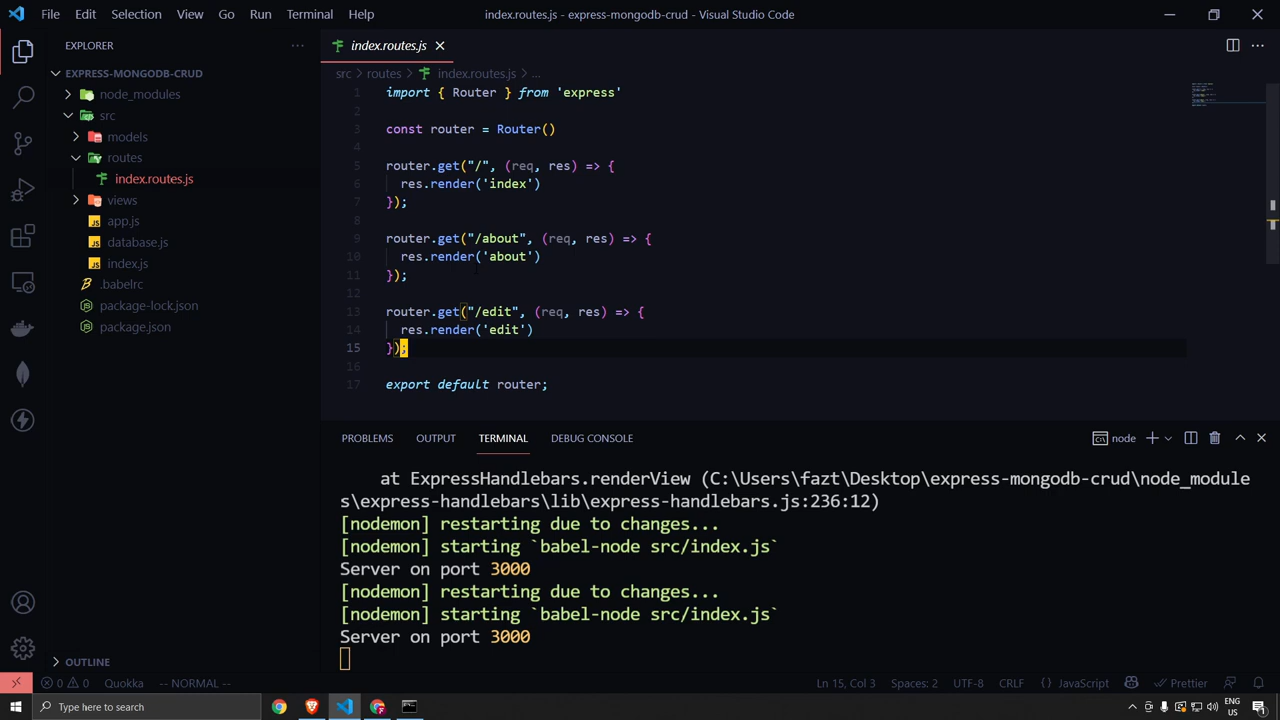 File Edit Selection View Go Run Terminal Help
index.routes.js - express-mongodb-crud - Visual Studio Code
EXPLORER
EXPRESS-MONGODB-CRUD
node_modules
src
models
routes
index.routes.js
views
app.js
database.js
index.js
.babelrc
package-lock.json
package.json
OUTLINE
index.routes.js
src > routes > index.routes.js > ...
1 import { Router } from 'express'
2
3 const router = Router()
4
5 router.get("/", (req, res) => {
6 res.render('index')
7 });
8
9 router.get("/about", (req, res) => {
10 res.render('about')
11 });
12
13 router.get("/edit", (req, res) => {
14 res.render('edit')
15 });
16
17 export default router;
PROBLEMS OUTPUT TERMINAL DEBUG CONSOLE
node
at ExpressHandlebars.renderView (C:\Users\fazt\Desktop\express-mongodb-crud\node_module
s\express-handlebars\lib\express-handlebars.js:236:12)
[nodemon] restarting due to changes...
[nodemon] starting `babel-node src/index.js`
Server on port 3000
[nodemon] restarting due to changes...
[nodemon] starting `babel-node src/index.js`
Server on port 3000
0 0 Quokka -- NORMAL -- Ln 15, Col 3 Spaces: 2 UTF-8 CRLF {} JavaScript Prettier
Type here to search
ENG
US